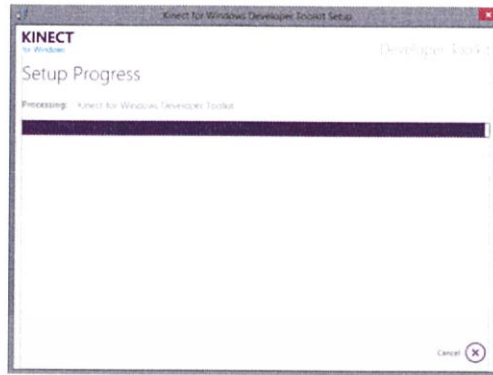 Kinect for Windows Developer Toolkit Setup
KINECT
for Windows
Developer Toolkit
Setup Progress
Processing: Kinect for Windows Developer Toolkit
Cancel